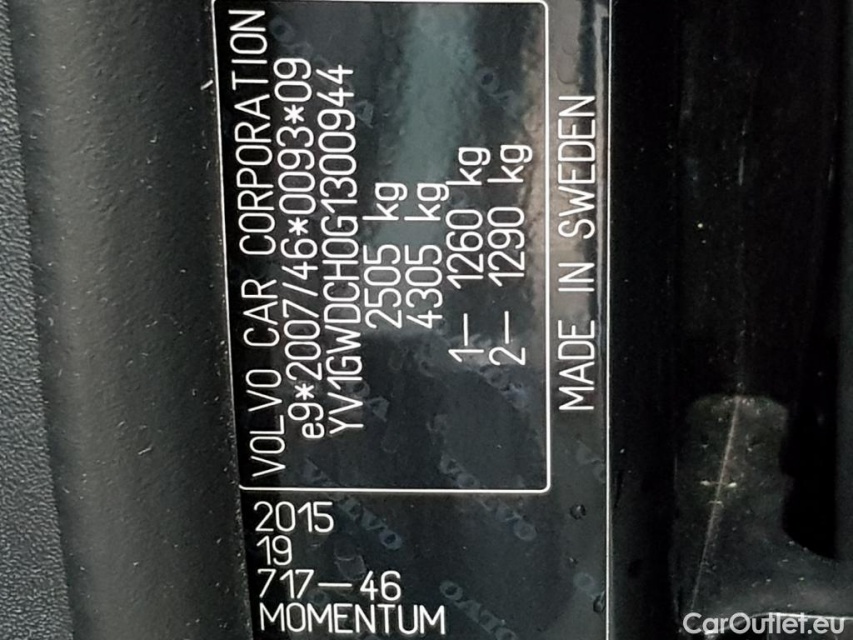 VOLVO CAR CORPORATION
e9*2007/46*0093*09
YV1GWDCH0G1300944
2505 kg
4305 kg
1— 1260 kg
2— 1290 kg
MADE IN SWEDEN
2015
19
717—46
MOMENTUM
CarOutlet.eu